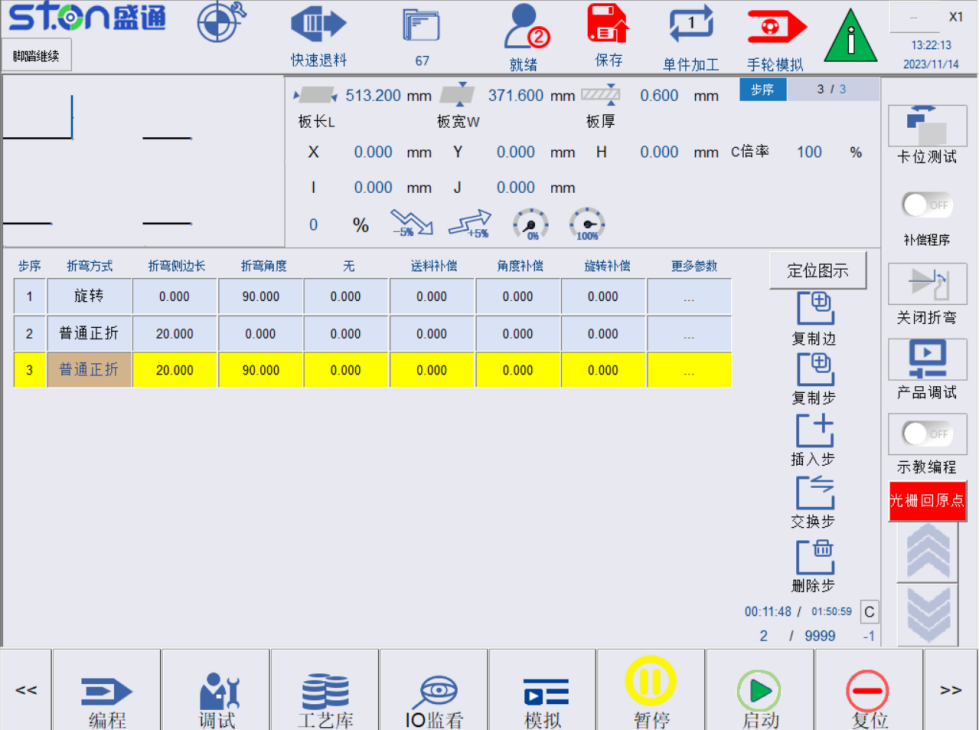 STON盛通
脚踏继续
快速退料
67
2
就绪
保存
1
单件加工
手轮模拟
i
--
X1
13:22:13
2023/11/14
513.200 mm
371.600 mm
0.600 mm
步序
3 / 3
板长L
板宽W
板厚
X 0.000 mm Y 0.000 mm H 0.000 mm C倍率 100 %
I 0.000 mm J 0.000 mm
0 % -5% +5% 0% 100%
步序 折弯方式 折弯侧边长 折弯角度 无 送料补偿 角度补偿 旋转补偿 更多参数
1 旋转 0.000 90.000 0.000 0.000 0.000 0.000 ...
2 普通正折 20.000 0.000 0.000 0.000 0.000 0.000 ...
3 普通正折 20.000 90.000 0.000 0.000 0.000 0.000 ...
定位图示
复制边
复制步
插入步
交换步
删除步
00:11:48 / 01:50:59 C
2 / 9999 -1
卡位测试
OFF
补偿程序
关闭折弯
产品调试
OFF
示教编程
光栅回原点
<<
编程
调试
工艺库
IO监看
模拟
暂停
启动
复位
>>